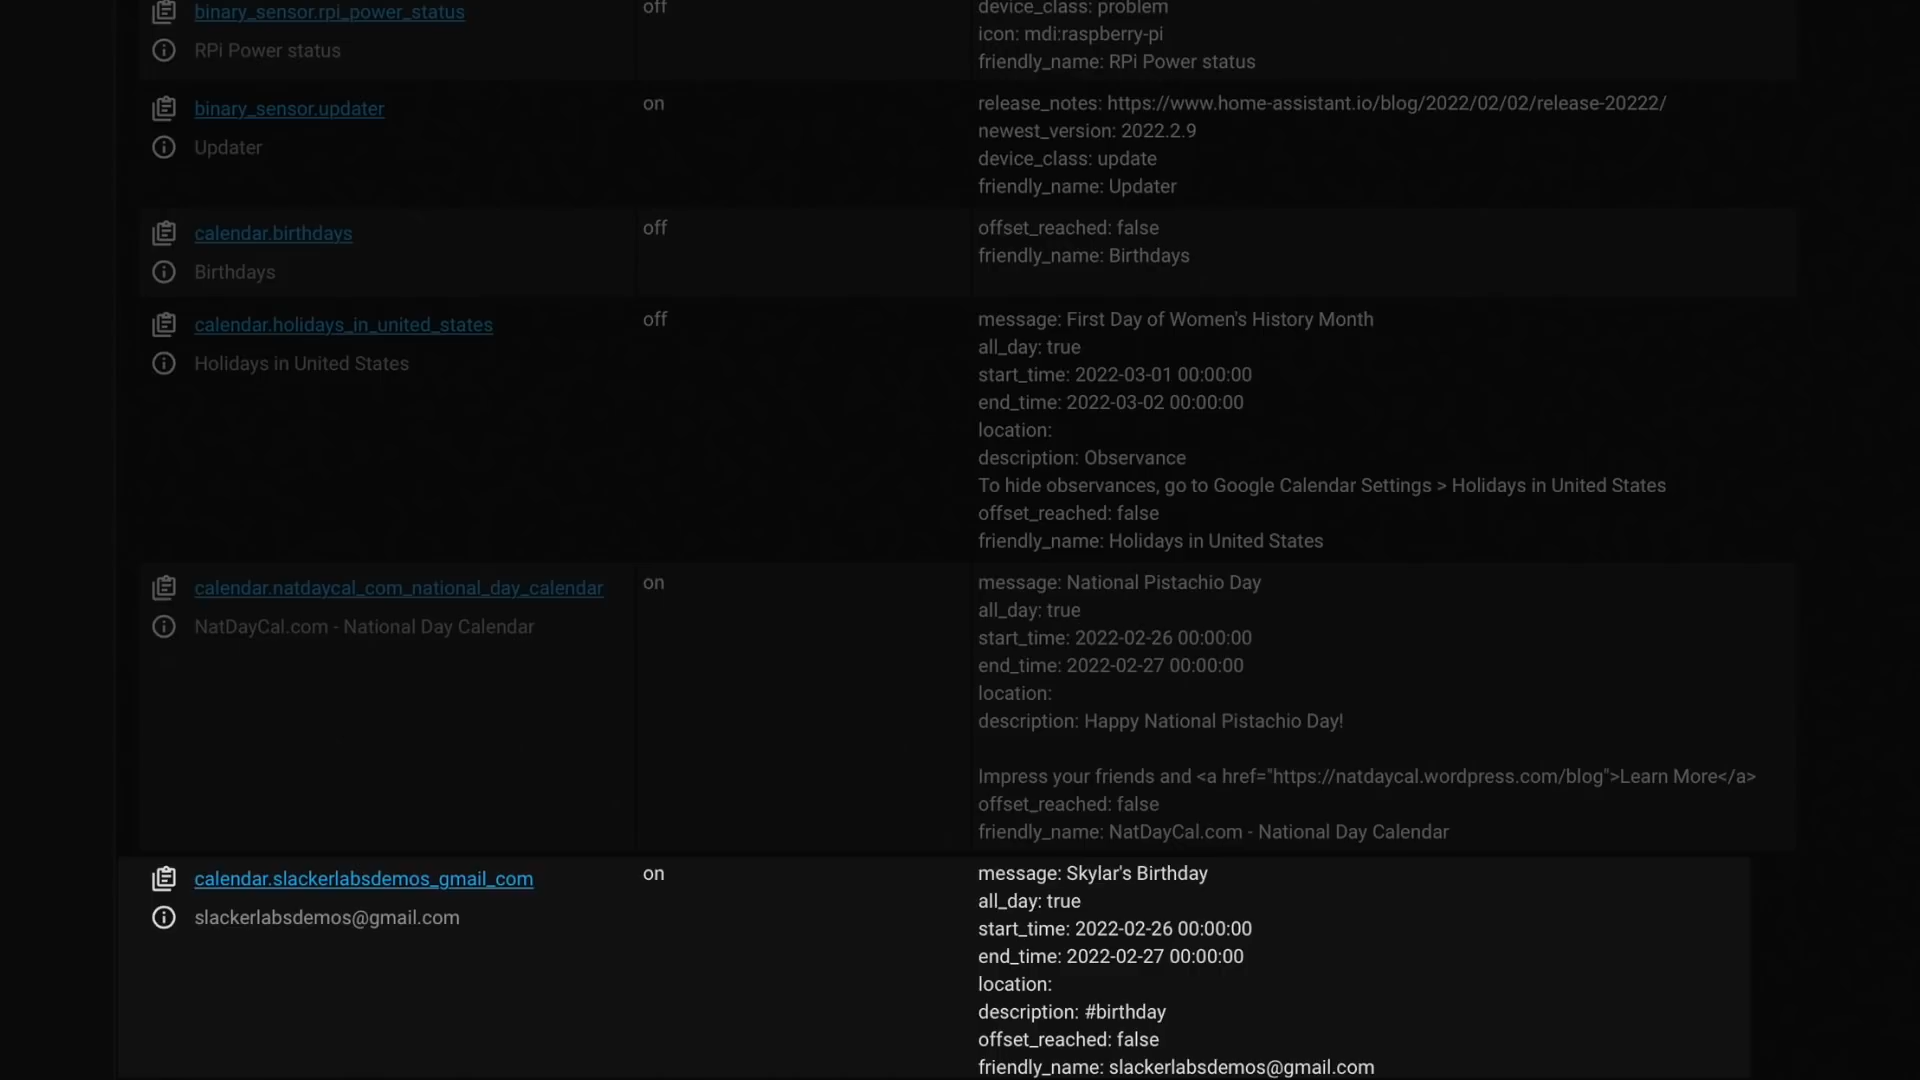 binary_sensor.rpi_power_status
RPi Power status
off
device_class: problem
icon: mdi:raspberry-pi
friendly_name: RPi Power status
binary_sensor.updater
Updater
on
release_notes: https://www.home-assistant.io/blog/2022/02/02/release-20222/
newest_version: 2022.2.9
device_class: update
friendly_name: Updater
calendar.birthdays
Birthdays
off
offset_reached: false
friendly_name: Birthdays
calendar.holidays_in_united_states
Holidays in United States
off
message: First Day of Women's History Month
all_day: true
start_time: 2022-03-01 00:00:00
end_time: 2022-03-02 00:00:00
location:
description: Observance
To hide observances, go to Google Calendar Settings > Holidays in United States
offset_reached: false
friendly_name: Holidays in United States
calendar.natdaycal_com_national_day_calendar
NatDayCal.com - National Day Calendar
on
message: National Pistachio Day
all_day: true
start_time: 2022-02-26 00:00:00
end_time: 2022-02-27 00:00:00
location:
description: Happy National Pistachio Day!
Impress your friends and <a href="https://natdaycal.wordpress.com/blog">Learn More</a>
offset_reached: false
friendly_name: NatDayCal.com - National Day Calendar
calendar.slackerlabsdemos_gmail_com
slackerlabsdemos@gmail.com
on
message: Skylar's Birthday
all_day: true
start_time: 2022-02-26 00:00:00
end_time: 2022-02-27 00:00:00
location:
description: #birthday
offset_reached: false
friendly_name: slackerlabsdemos@gmail.com